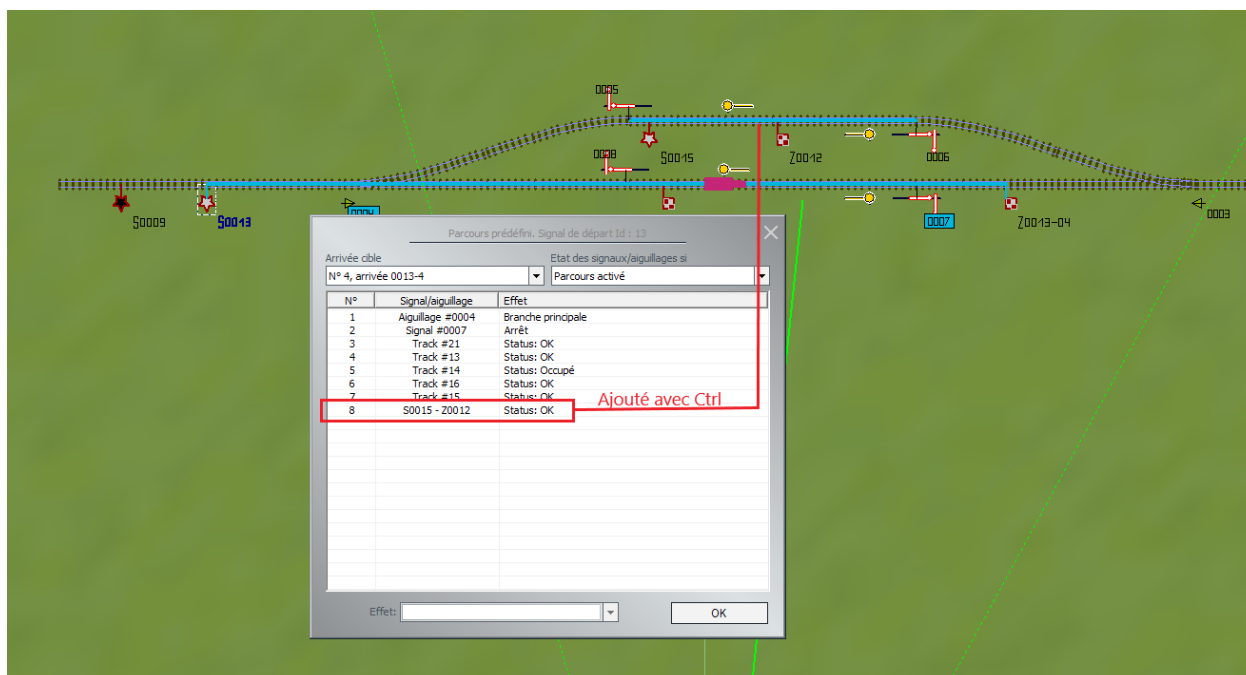 0005
S0015
Z0012
0006
0008
S0009
S0013
0004
0007
Z0013-04
0003
Parcours prédéfini. Signal de départ Id : 13
Arrivée cible
Etat des signaux/aiguillages si
N° 4, arrivée 0013-4
Parcours activé
N° Signal/aiguillage Effet
1 Aiguillage #0004 Branche principale
2 Signal #0007 Arrêt
3 Track #21 Status: OK
4 Track #13 Status: OK
5 Track #14 Status: Occupé
6 Track #16 Status: OK
7 Track #15 Status: OK
8 S0015 - Z0012 Status: OK
Ajouté avec Ctrl
Effet:
OK